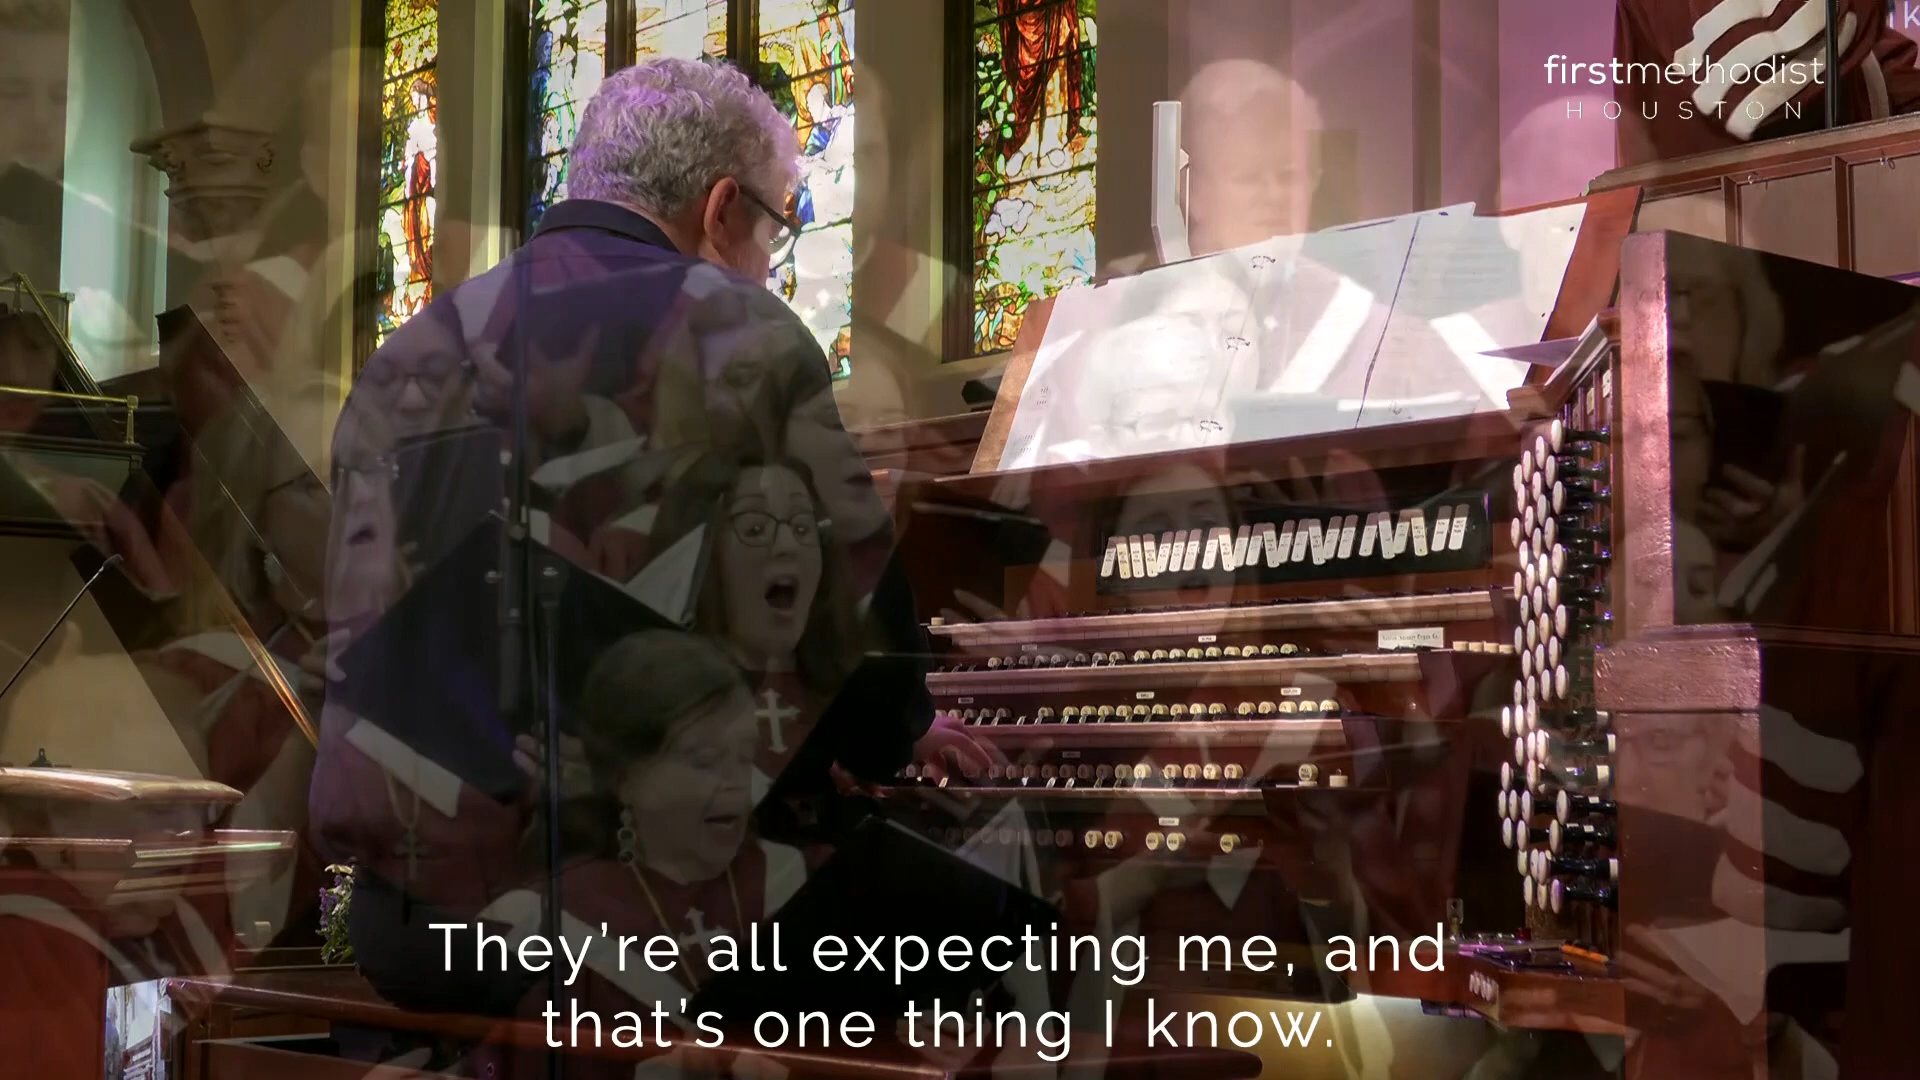 firstmethodist
HOUSTON
They're all expecting me, and
that's one thing I know.